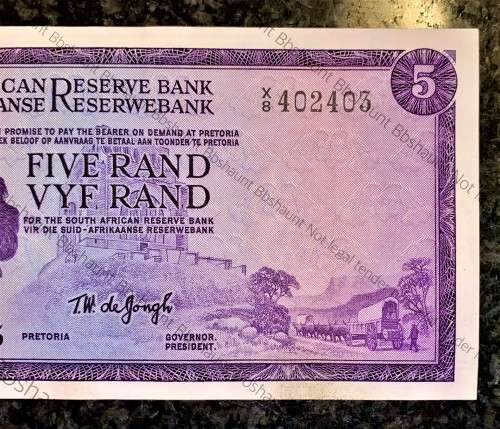 CAN RESERVE BANK
ANSE RESERWEBANK
X/8 402403
5
PROMISE TO PAY THE BEARER ON DEMAND AT PRETORIA
EK BELOOF OP AANVRAAG TE BETAAL AAN TOONDER TE PRETORIA
FIVE RAND
VYF RAND
FOR THE SOUTH AFRICAN RESERVE BANK
VIR DIE SUID-AFRIKAANSE RESERWEBANK
T.W. de Jongh
PRETORIA
GOVERNOR.
PRESIDENT.
Bbshaunt Not legal tender